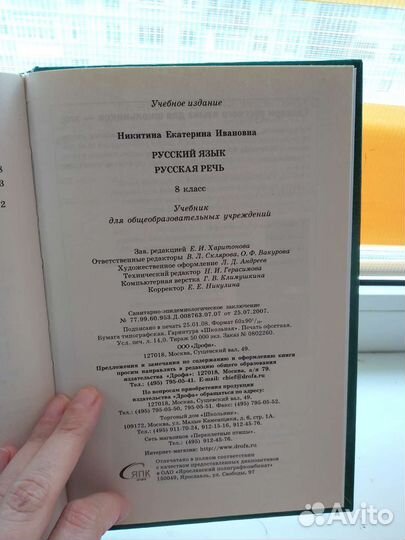 Учебное издание
Никитина Екатерина Ивановна
РУССКИЙ ЯЗЫК
РУССКАЯ РЕЧЬ
8 класс
Учебник
для общеобразовательных учреждений
Зав. редакцией Е. И. Харитонова
Ответственные редакторы В. Л. Склярова, О. Ф. Вакурова
Художественное оформление Л. Д. Андреев
Технический редактор Н. И. Герасимова
Компьютерная верстка Г. В. Климушкина
Корректор Е. Е. Никулина
Санитарно-эпидемиологическое заключение
№ 77.99.60.953.Д.008763.07.07 от 25.07.2007.
Подписано в печать 25.01.08. Формат 60х90 1/16.
Бумага типографская. Гарнитура «Школьная». Печать офсетная.
Усл. печ. л. 14,0. Тираж 50 000 экз. Заказ № 0802260.
ООО «Дрофа».
127018, Москва, Сущевский вал, 49.
Предложения и замечания по содержанию и оформлению книги
просим направлять в редакцию общего образования
издательства «Дрофа»: 127018, Москва, а/я 79.
Тел.: (495) 795-05-41. E-mail: chief@drofa.ru
По вопросам приобретения продукции
издательства «Дрофа» обращаться по адресу:
127018, Москва, Сущевский вал, 49.
Тел.: (495) 795-05-50, 795-05-51. Факс: (495) 795-05-52.
Торговый дом «Школьник».
109172, Москва, ул. Малые Каменщики, д. 6, стр. 1А.
Тел.: (495) 911-70-24, 912-15-16, 912-45-76.
Сеть магазинов «Переплетные птицы».
Тел.: (495) 912-45-76.
Интернет-магазин: http://www.drofa.ru
Отпечатано в полном соответствии
с качеством предоставленных диапозитивов
в ОАО «Ярославский полиграфкомбинат»
150049, Ярославль, ул. Свободы, 97
ЯПК
8
3
2
Avito